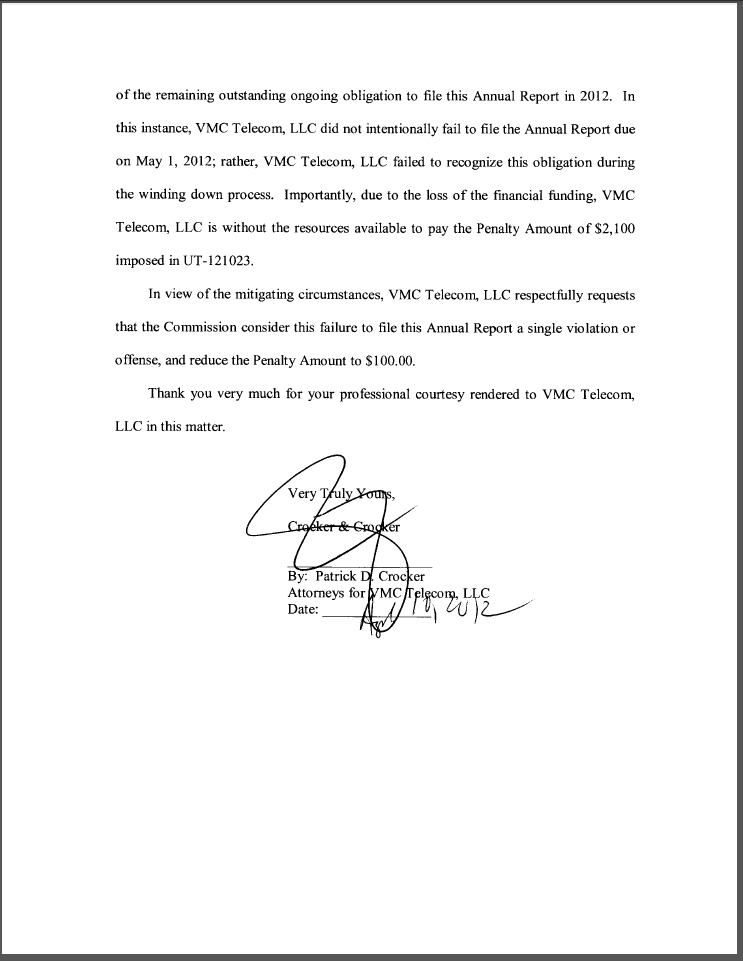 of the remaining outstanding ongoing obligation to file this Annual Report in 2012. In
this instance, VMC Telecom, LLC did not intentionally fail to file the Annual Report due
on May 1, 2012; rather, VMC Telecom, LLC failed to recognize this obligation during
the winding down process. Importantly, due to the loss of the financial funding, VMC
Telecom, LLC is without the resources available to pay the Penalty Amount of $2,100
imposed in UT-121023.
In view of the mitigating circumstances, VMC Telecom, LLC respectfully requests
that the Commission consider this failure to file this Annual Report a single violation or
offense, and reduce the Penalty Amount to $100.00.
Thank you very much for your professional courtesy rendered to VMC Telecom,
LLC in this matter.
Very Truly Yours,
Crocker & Crocker
By: Patrick D. Crocker
Attorneys for VMC Telecom, LLC
Date: 10, 2012